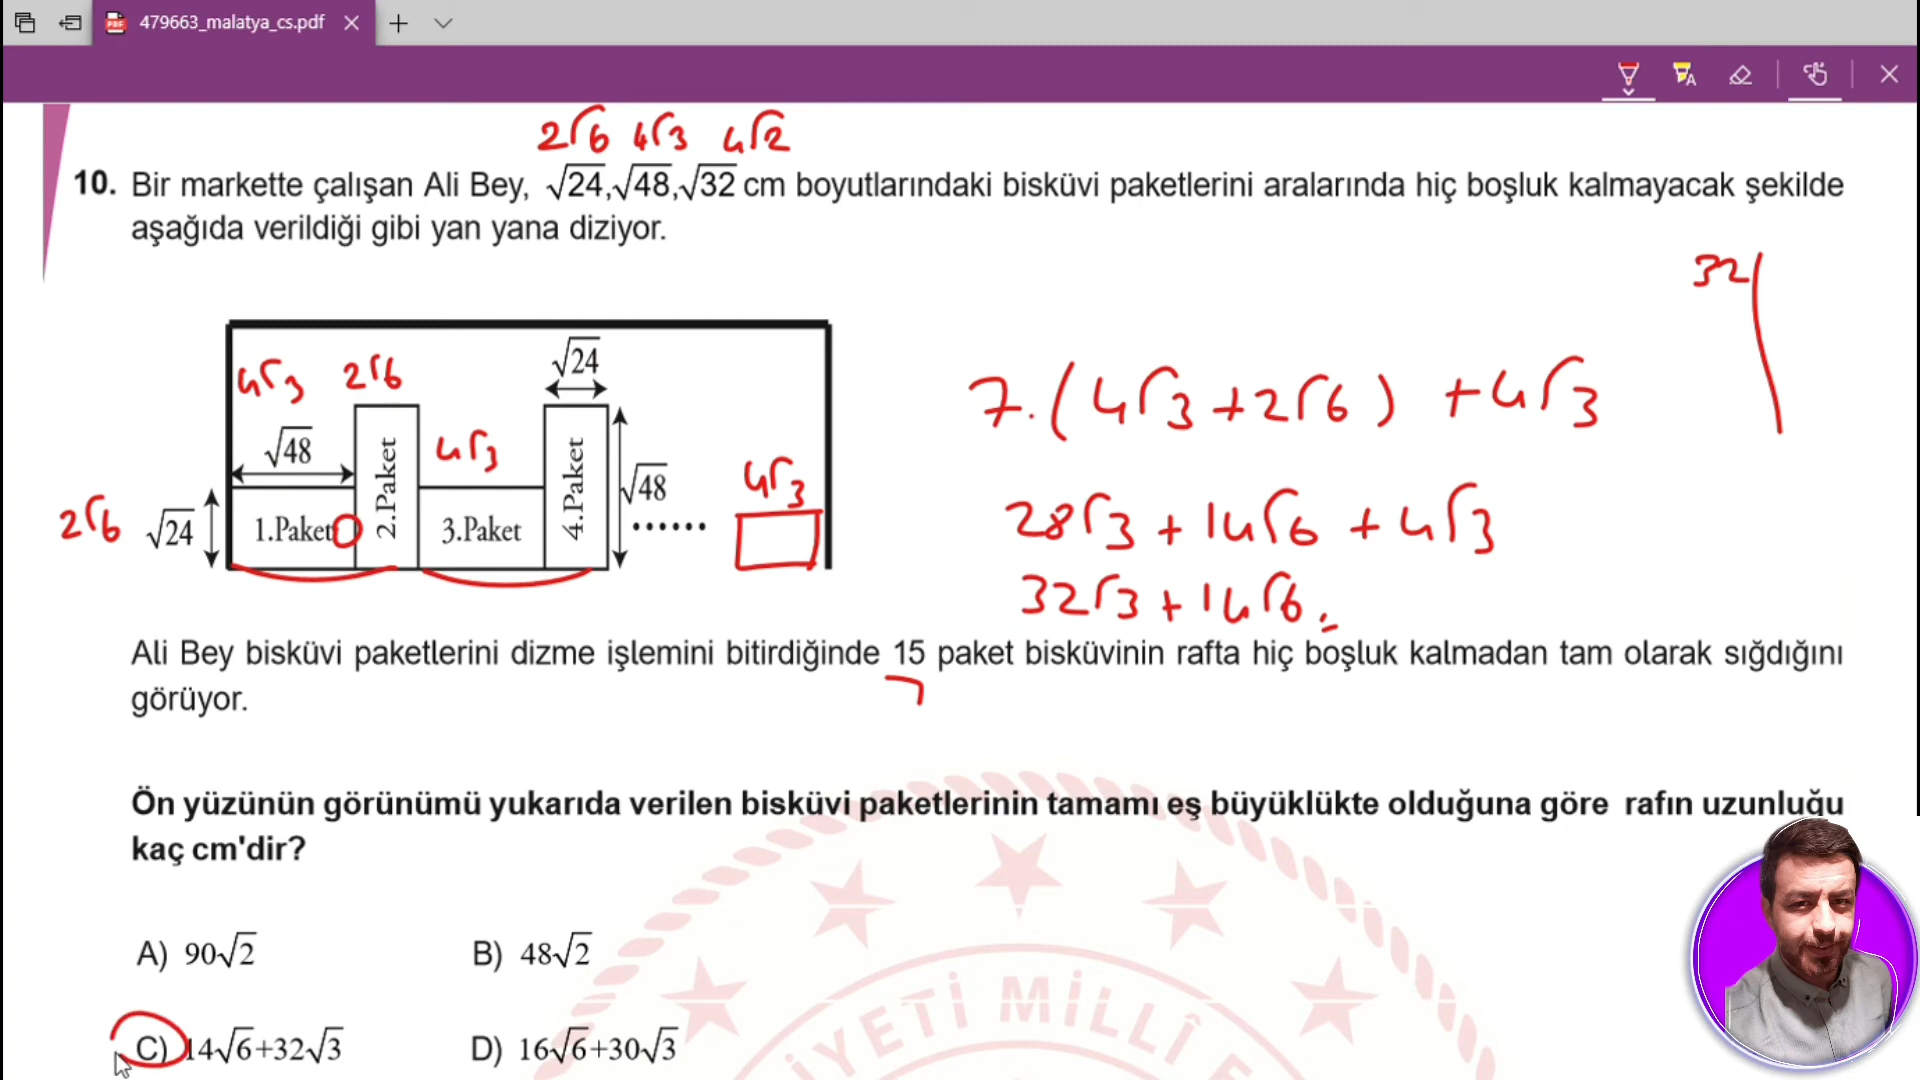 479663_malatya_cs.pdf
2√6 4√3 4√2
10. Bir markette çalışan Ali Bey, √24,√48,√32 cm boyutlarındaki bisküvi paketlerini aralarında hiç boşluk kalmayacak şekilde
aşağıda verildiği gibi yan yana diziyor.
32
4√3 2√6 √24
7.(4√3+2√6) +4√3
√48 4√3
2.Paket
4.Paket
√48 4√3
2√6 √24 1.Paket 3.Paket ......
28√3 + 14√6 + 4√3
32√3 + 14√6
Ali Bey bisküvi paketlerini dizme işlemini bitirdiğinde 15 paket bisküvinin rafta hiç boşluk kalmadan tam olarak sığdığını
7
görüyor.
Ön yüzünün görünümü yukarıda verilen bisküvi paketlerinin tamamı eş büyüklükte olduğuna göre rafın uzunluğu
kaç cm'dir?
A) 90√2 B) 48√2
C) 14√6+32√3 D) 16√6+30√3
YETİ MİLLÎ E